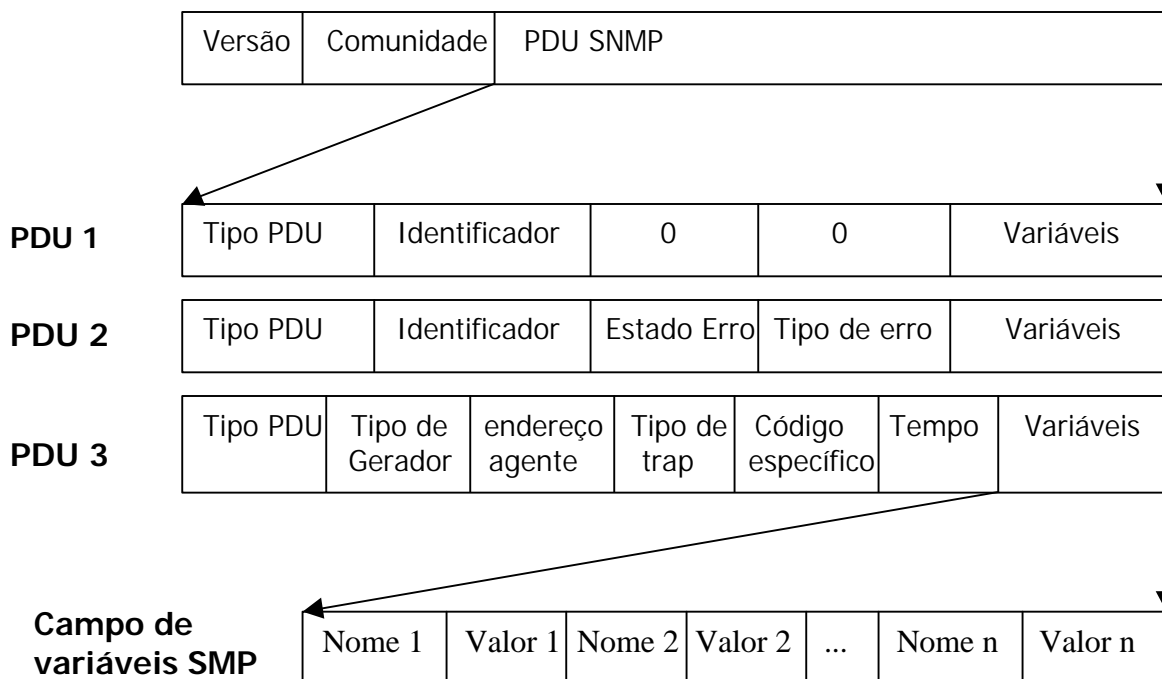 Versão Comunidade PDU SNMP
PDU 1 Tipo PDU Identificador 0 0 Variáveis
PDU 2 Tipo PDU Identificador Estado Erro Tipo de erro Variáveis
PDU 3 Tipo PDU Tipo de Gerador endereço agente Tipo de trap Código específico Tempo Variáveis
Campo de variáveis SMP Nome 1 Valor 1 Nome 2 Valor 2 ... Nome n Valor n